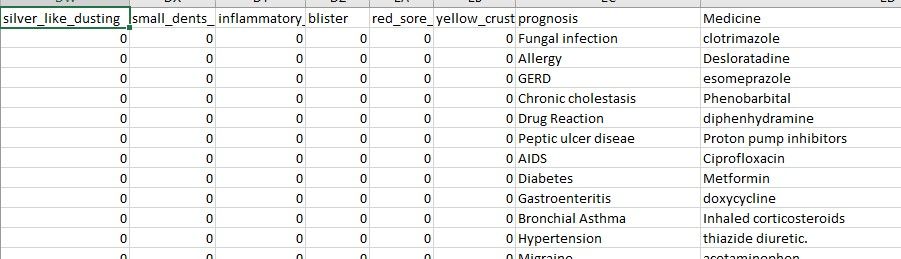 silver_like_dusting small_dents_ inflammatory_ blister red_sore_ yellow_crust prognosis Medicine
0 0 0 0 0 0 Fungal infection clotrimazole
0 0 0 0 0 0 Allergy Desloratadine
0 0 0 0 0 0 GERD esomeprazole
0 0 0 0 0 0 Chronic cholestasis Phenobarbital
0 0 0 0 0 0 Drug Reaction diphenhydramine
0 0 0 0 0 0 Peptic ulcer diseae Proton pump inhibitors
0 0 0 0 0 0 AIDS Ciprofloxacin
0 0 0 0 0 0 Diabetes Metformin
0 0 0 0 0 0 Gastroenteritis doxycycline
0 0 0 0 0 0 Bronchial Asthma Inhaled corticosteroids
0 0 0 0 0 0 Hypertension thiazide diuretic.
0 0 0 0 0 0 Migraine acetaminophen